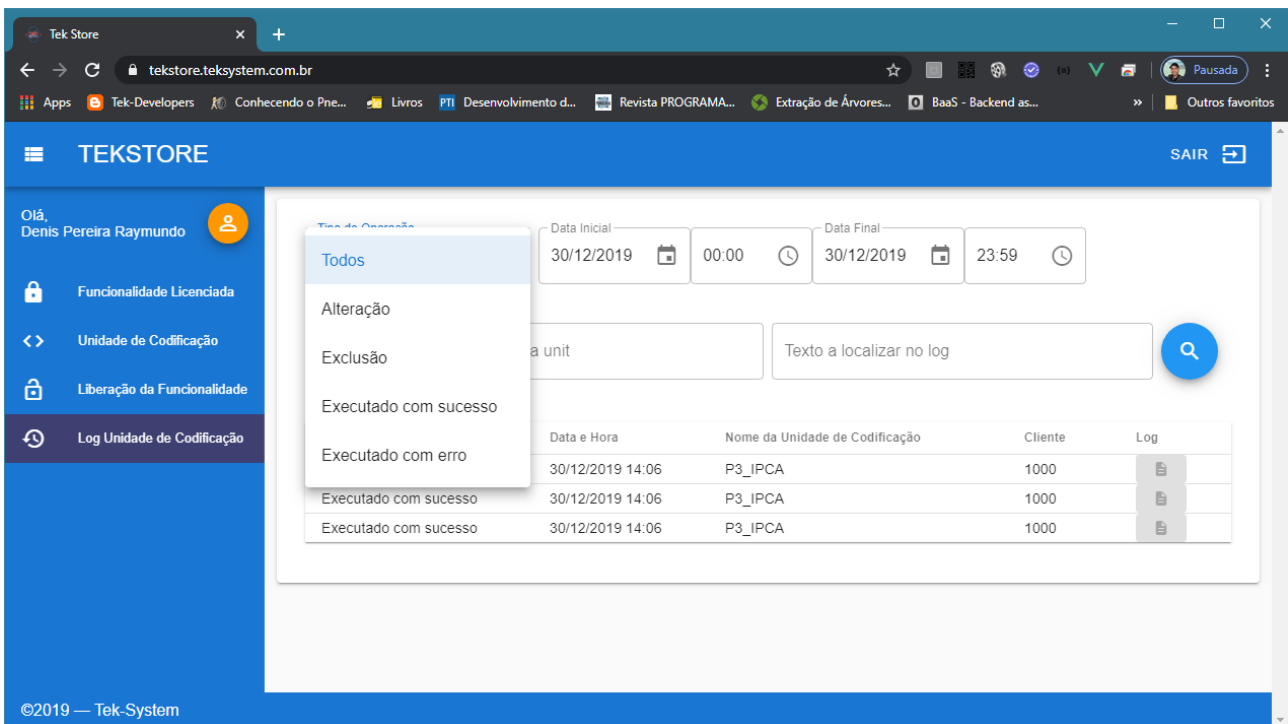 Tek Store
tekstore.teksystem.com.br
Pausada
Apps
Tek-Developers
Conhecendo o Pne...
Livros
PTI Desenvolvimento d...
Revista PROGRAMA...
Extração de Árvores...
BaaS - Backend as...
»
Outros favoritos
TEKSTORE
SAIR
Olá,
Denis Pereira Raymundo
Funcionalidade Licenciada
Unidade de Codificação
Liberação da Funcionalidade
Log Unidade de Codificação
Tipo de Operação
Todos
Alteração
Exclusão
Executado com sucesso
Executado com erro
Data Inicial
30/12/2019
00:00
Data Final
30/12/2019
23:59
a unit
Texto a localizar no log
Data e Hora Nome da Unidade de Codificação Cliente Log
30/12/2019 14:06 P3_IPCA 1000
Executado com sucesso 30/12/2019 14:06 P3_IPCA 1000
Executado com sucesso 30/12/2019 14:06 P3_IPCA 1000
©2019 — Tek-System